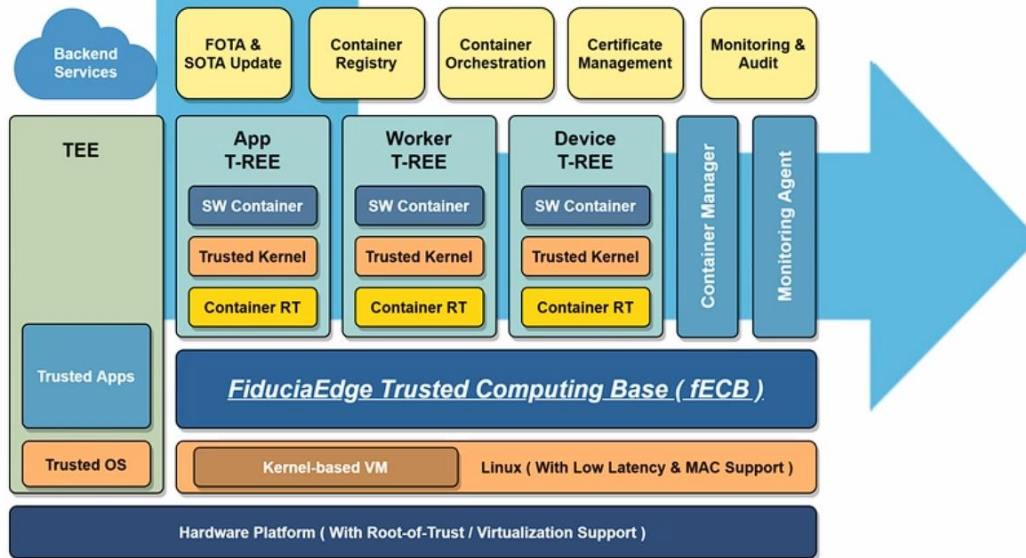 Backend
Services
FOTA &
SOTA Update
Container
Registry
Container
Orchestration
Certificate
Management
Monitoring &
Audit
TEE
Trusted Apps
Trusted OS
App
T-REE
SW Container
Trusted Kernel
Container RT
Worker
T-REE
SW Container
Trusted Kernel
Container RT
Device
T-REE
SW Container
Trusted Kernel
Container RT
Container Manager
Monitoring Agent
FiduciaEdge Trusted Computing Base ( fECB )
Kernel-based VM
Linux ( With Low Latency & MAC Support )
Hardware Platform ( With Root-of-Trust / Virtualization Support )